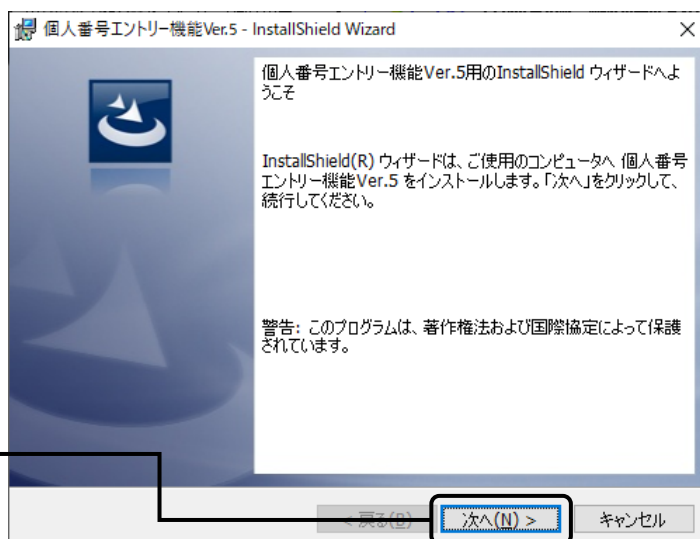 個人番号エントリー機能Ver.5 - InstallShield Wizard
個人番号エントリー機能Ver.5用のInstallShield ウィザードへよ
うこそ
InstallShield(R) ウィザードは、ご使用のコンピュータへ 個人番号
エントリー機能Ver.5 をインストールします。「次へ」をクリックして、
続行してください。
警告: このプログラムは、著作権法および国際協定によって保護
されています。
< 戻る(B) 次へ(N) > キャンセル